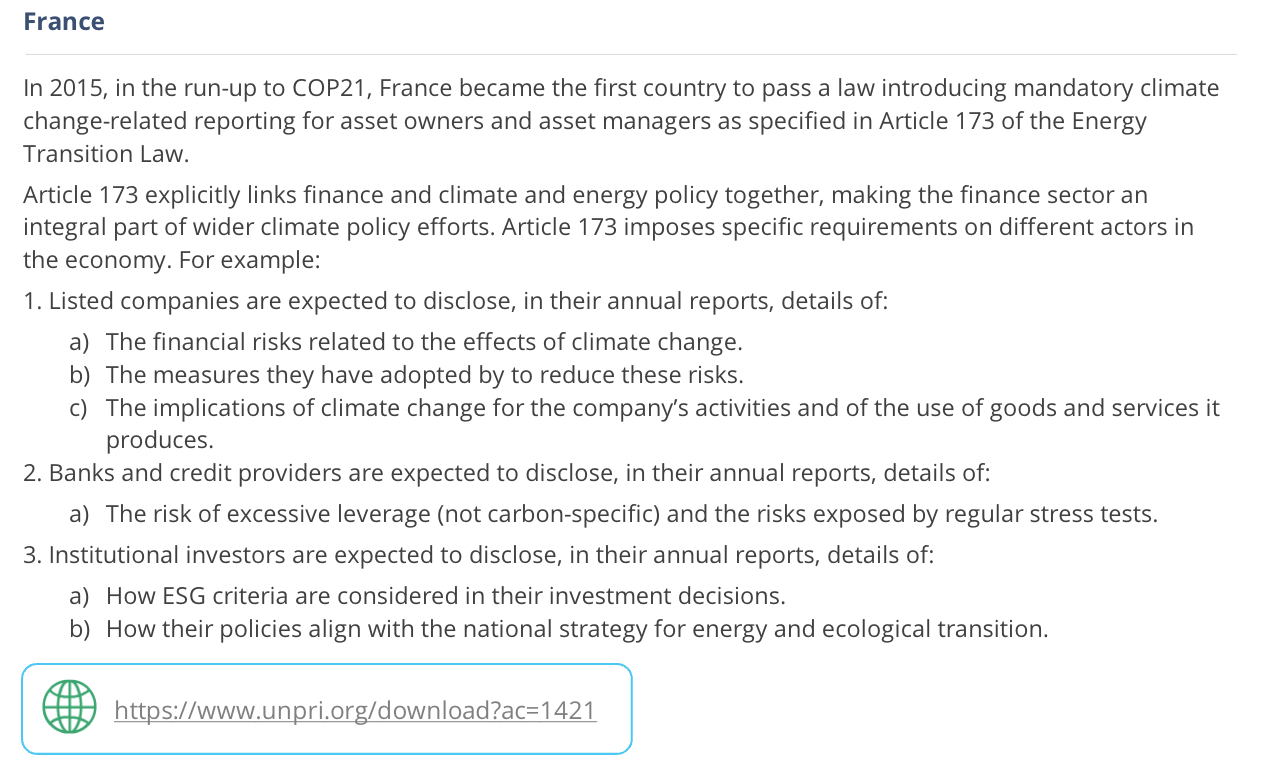 France
In 2015, in the run-up to COP21, France became the first country to pass a law introducing mandatory climate
change-related reporting for asset owners and asset managers as specified in Article 173 of the Energy
Transition Law.
Article 173 explicitly links finance and climate and energy policy together, making the finance sector an
integral part of wider climate policy efforts. Article 173 imposes specific requirements on different actors in
the economy. For example:
1. Listed companies are expected to disclose, in their annual reports, details of:
a) The financial risks related to the effects of climate change.
b) The measures they have adopted by to reduce these risks.
c) The implications of climate change for the company’s activities and of the use of goods and services it
produces.
2. Banks and credit providers are expected to disclose, in their annual reports, details of:
a) The risk of excessive leverage (not carbon-specific) and the risks exposed by regular stress tests.
3. Institutional investors are expected to disclose, in their annual reports, details of:
a) How ESG criteria are considered in their investment decisions.
b) How their policies align with the national strategy for energy and ecological transition.
https://www.unpri.org/download?ac=1421